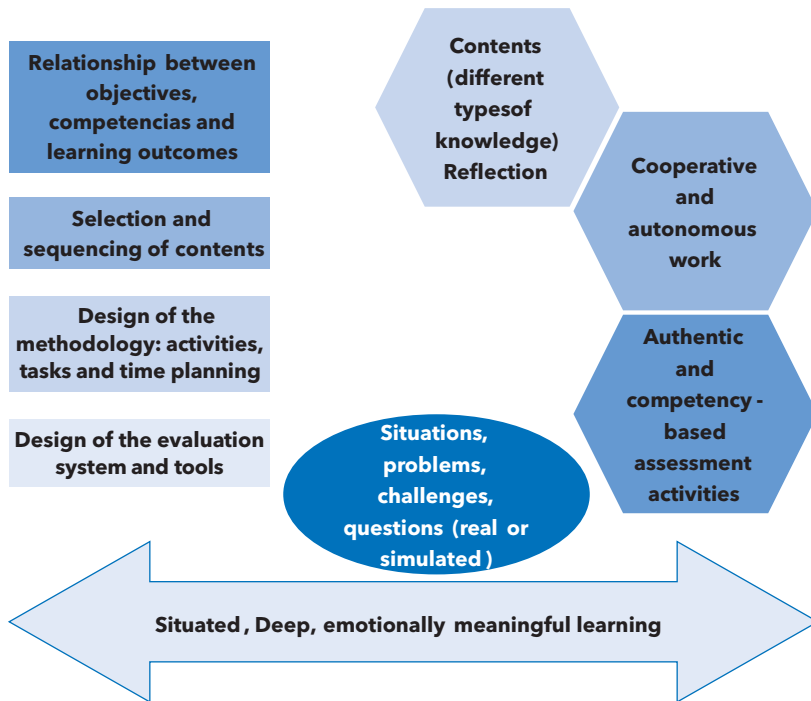 Relationship between
objectives,
competencias and
learning outcomes
Selection and
sequencing of contents
Design of the
methodology: activities,
tasks and time planning
Design of the evaluation
system and tools
Contents
(different
typesof
knowledge)
Reflection
Cooperative
and
autonomous
work
Authentic
and
competency -
based
assessment
activities
Situations,
problems,
challenges,
questions (real or
simulated )
Situated , Deep, emotionally meaningful learning